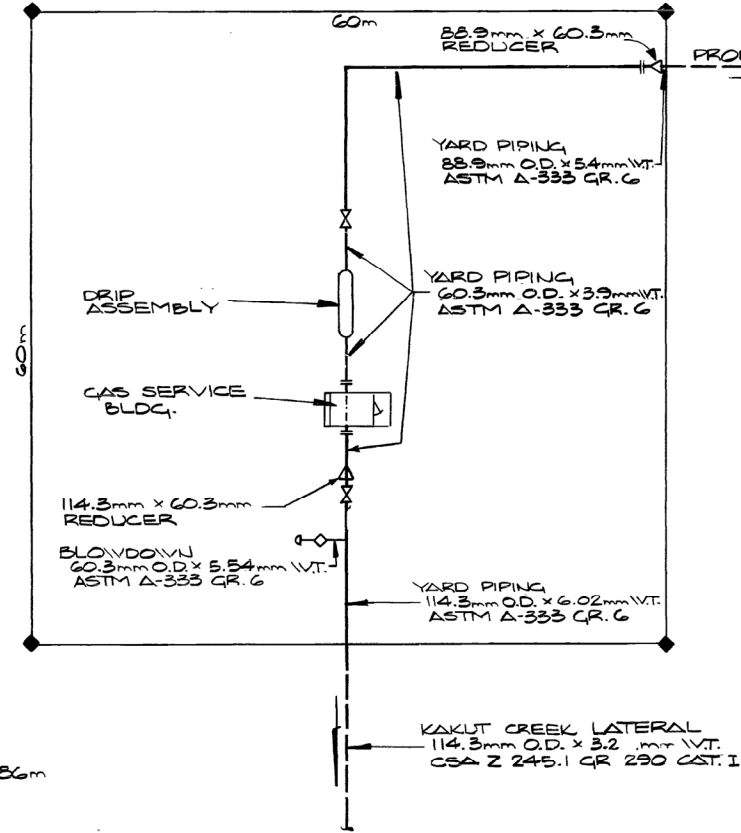 60m
88.9mm x 60.3mm
REDUCER
YARD PIPING
88.9mm O.D. x 5.4mm W.T.
ASTM A-333 GR. 6
DRIP
ASSEMBLY
YARD PIPING
60.3mm O.D. x 3.9mm W.T.
ASTM A-333 GR. 6
60m
GAS SERVICE
BLDG.
114.3mm x 60.3mm
REDUCER
BLOWDOWN
60.3mm O.D. x 5.54mm W.T.
ASTM A-333 GR. 6
YARD PIPING
114.3mm O.D. x 6.02mm W.T.
ASTM A-333 GR. 6
KAKUT CREEK LATERAL
114.3mm O.D. x 3.2 mm W.T.
CSA Z 245.1 GR 290 CAT. I
86m